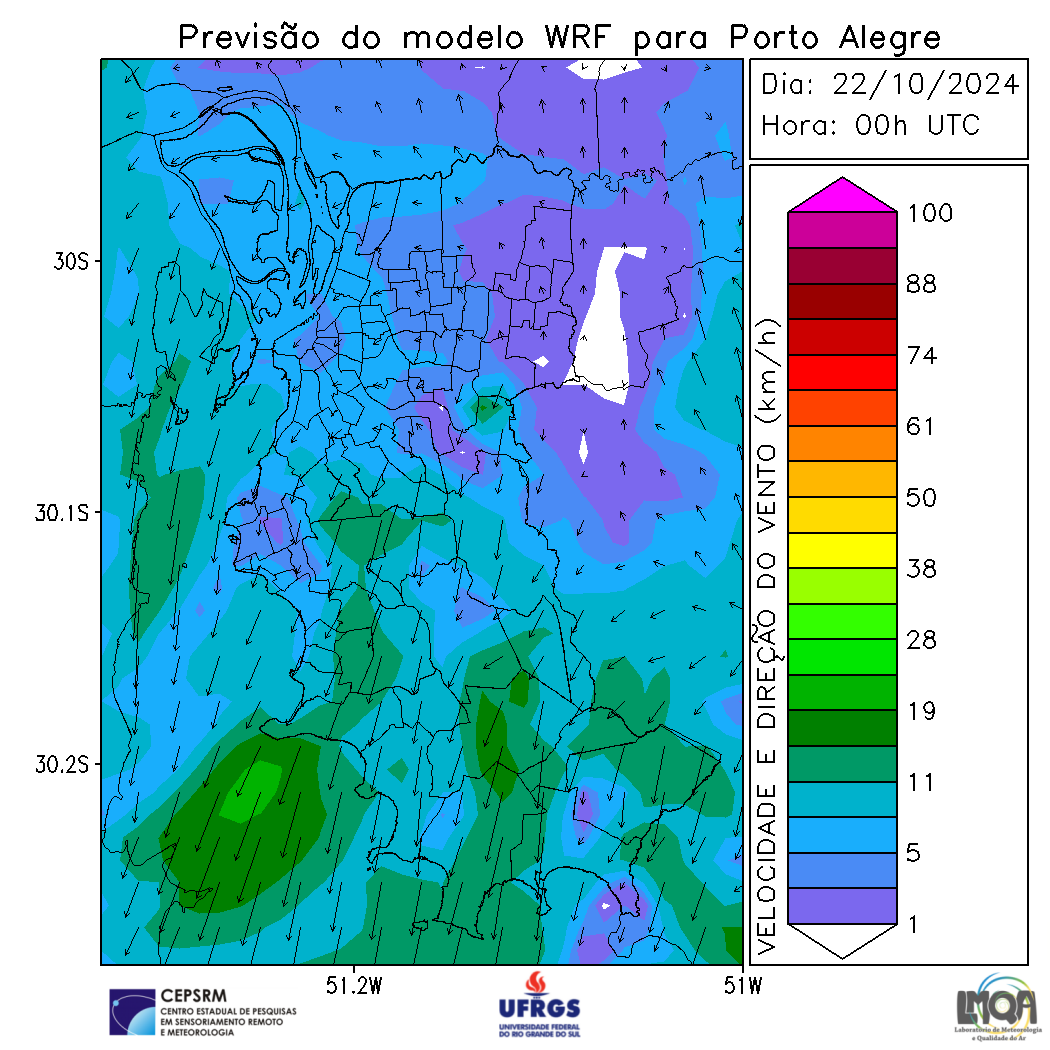 Previsão do modelo WRF para Porto Alegre
Dia: 22/10/2024
Hora: 00h UTC
30S
30.1S
30.2S
51.2W
51W
VELOCIDADE E DIREÇÃO DO VENTO (km/h)
100
88
74
61
50
38
28
19
11
5
1
CEPSRM
CENTRO ESTADUAL DE PESQUISAS
EM SENSORIAMENTO REMOTO
E METEOROLOGIA
UFRGS
UNIVERSIDADE FEDERAL
DO RIO GRANDE DO SUL
LMQA
Laboratório de Meteorologia
e Qualidade do Ar